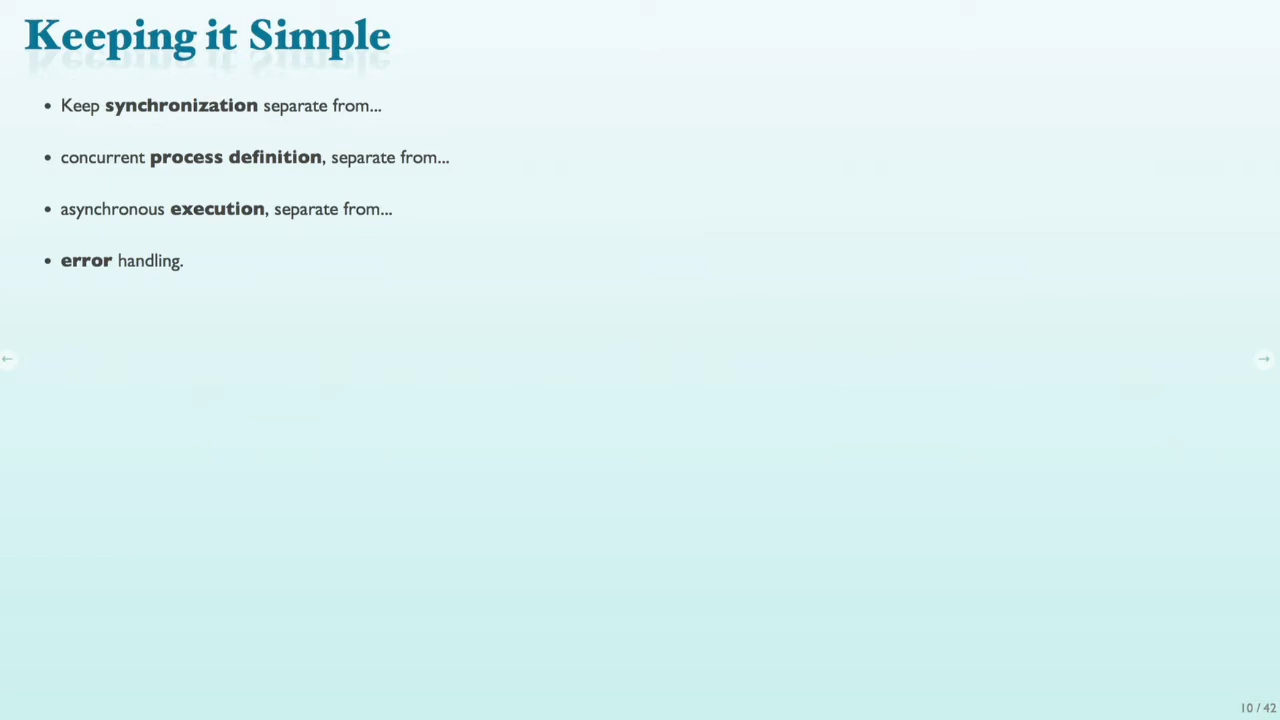 Keeping it Simple
• Keep synchronization separate from...
• concurrent process definition, separate from...
• asynchronous execution, separate from...
• error handling.
←
→
10 / 42